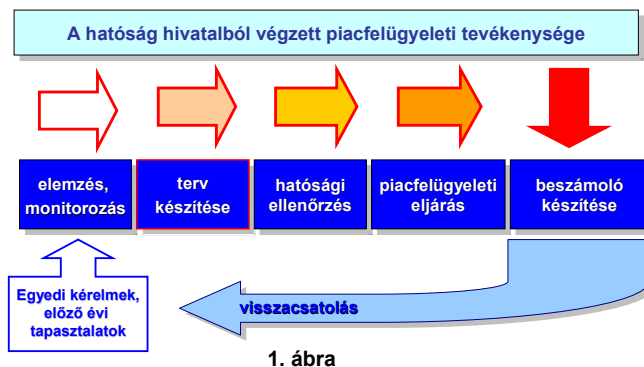 A hatóság hivatalból végzett piacfelügyeleti tevékenysége
elemzés,
monitorozás
terv
készítése
hatósági
ellenőrzés
piacfelügyeleti
eljárás
beszámoló
készítése
Egyedi kérelmek,
előző évi
tapasztalatok
visszacsatolás
1. ábra